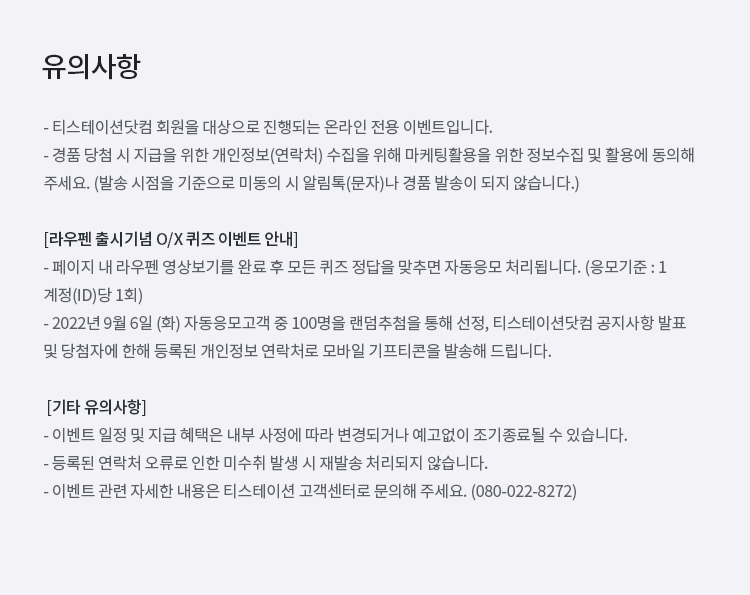 유의사항
- 티스테이션닷컴 회원을 대상으로 진행되는 온라인 전용 이벤트입니다.
- 경품 당첨 시 지급을 위한 개인정보(연락처) 수집을 위해 마케팅활용을 위한 정보수집 및 활용에 동의해
주세요. (발송 시점을 기준으로 미동의 시 알림톡(문자)나 경품 발송이 되지 않습니다.)
[라우펜 출시기념 O/X 퀴즈 이벤트 안내]
- 페이지 내 라우펜 영상보기를 완료 후 모든 퀴즈 정답을 맞추면 자동응모 처리됩니다. (응모기준 : 1
계정(ID)당 1회)
- 2022년 9월 6일 (화) 자동응모고객 중 100명을 랜덤추첨을 통해 선정, 티스테이션닷컴 공지사항 발표
및 당첨자에 한해 등록된 개인정보 연락처로 모바일 기프티콘을 발송해 드립니다.
[기타 유의사항]
- 이벤트 일정 및 지급 혜택은 내부 사정에 따라 변경되거나 예고없이 조기종료될 수 있습니다.
- 등록된 연락처 오류로 인한 미수취 발생 시 재발송 처리되지 않습니다.
- 이벤트 관련 자세한 내용은 티스테이션 고객센터로 문의해 주세요. (080-022-8272)